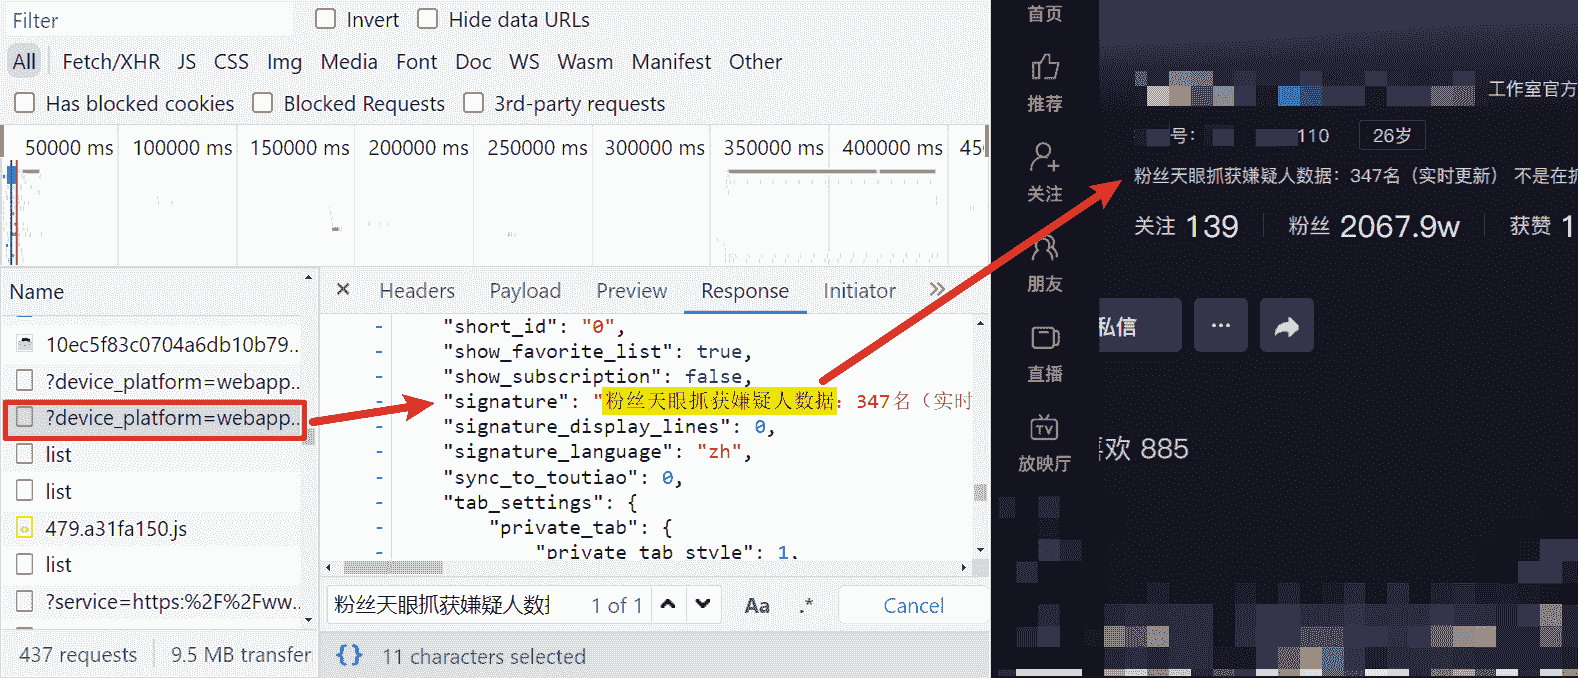 Filter
Invert
Hide data URLs
All
Fetch/XHR
JS
CSS
Img
Media
Font
Doc
WS
Wasm
Manifest
Other
Has blocked cookies
Blocked Requests
3rd-party requests
50000 ms
100000 ms
150000 ms
200000 ms
250000 ms
300000 ms
350000 ms
400000 ms
45
Name
10ec5f83c0704a6db10b79..
?device_platform=webapp..
?device_platform=webapp..
list
list
479.a31fa150.js
list
?service=https:%2F%2Fww..
437 requests
9.5 MB transfer
Headers
Payload
Preview
Response
Initiator
"short_id": "0",
"show_favorite_list": true,
"show_subscription": false,
"signature": "粉丝天眼抓获嫌疑人数据：347名（实时
"signature_display_lines": 0,
"signature_language": "zh",
"sync_to_toutiao": 0,
"tab_settings": {
"private_tab": {
"private_tab_style": 1,
粉丝天眼抓获嫌疑人数据
1 of 1
Aa
.*
Cancel
{}
11 characters selected
首页
推荐
关注
朋友
直播
TV
放映厅
工作室官方
号：
110
26岁
粉丝天眼抓获嫌疑人数据：347名（实时更新） 不是在抓
关注 139
粉丝 2067.9w
获赞 1
私信
喜欢 885